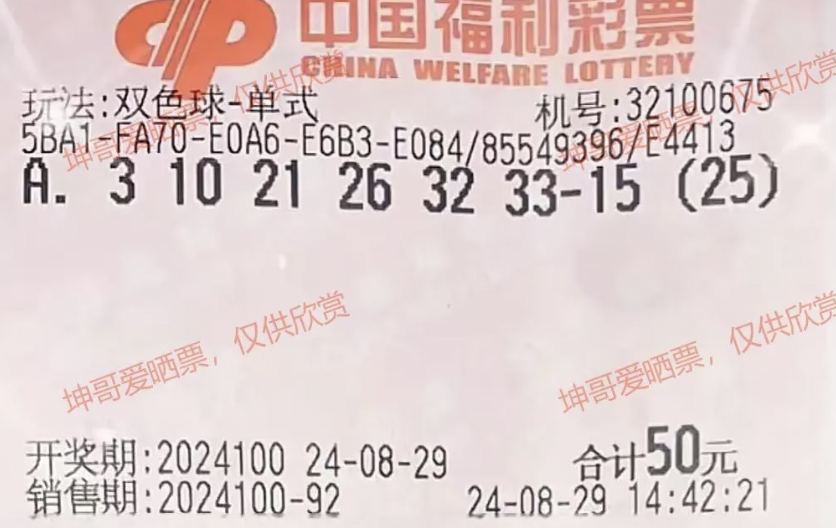 中国福利彩票
CHINA WELFARE LOTTERY
玩法:双色球-单式 机号:32100675
5BA1-FA70-E0A6-E6B3-E084/85549396/E4413
A. 3 10 21 26 32 33-15 (25)
坤哥爱晒票，仅供欣赏
坤哥爱晒票，仅供欣赏
坤哥爱晒票，仅供欣赏
坤哥爱晒票，仅供欣赏
开奖期:2024100 24-08-29 合计50元
销售期:2024100-92 24-08-29 14:42:21